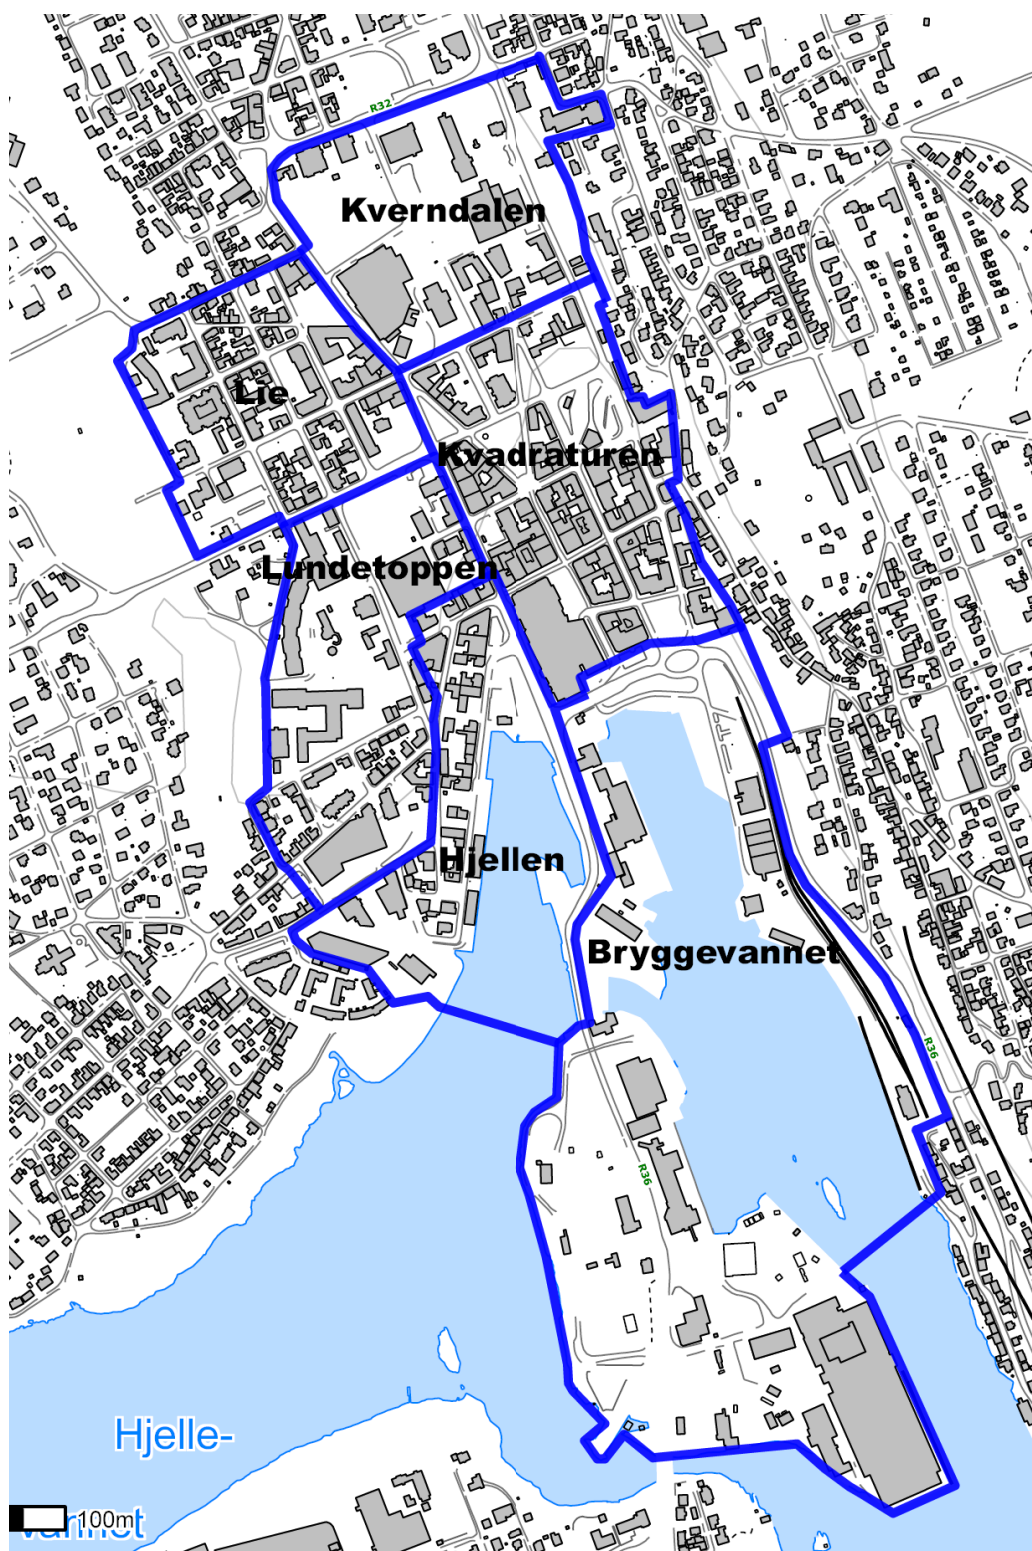 R32
Kverndalen
Lie
Kvadraturen
Lundetoppen
Hjellen
Bryggevannet
R36
R36
Hjelle-
vannet
100m